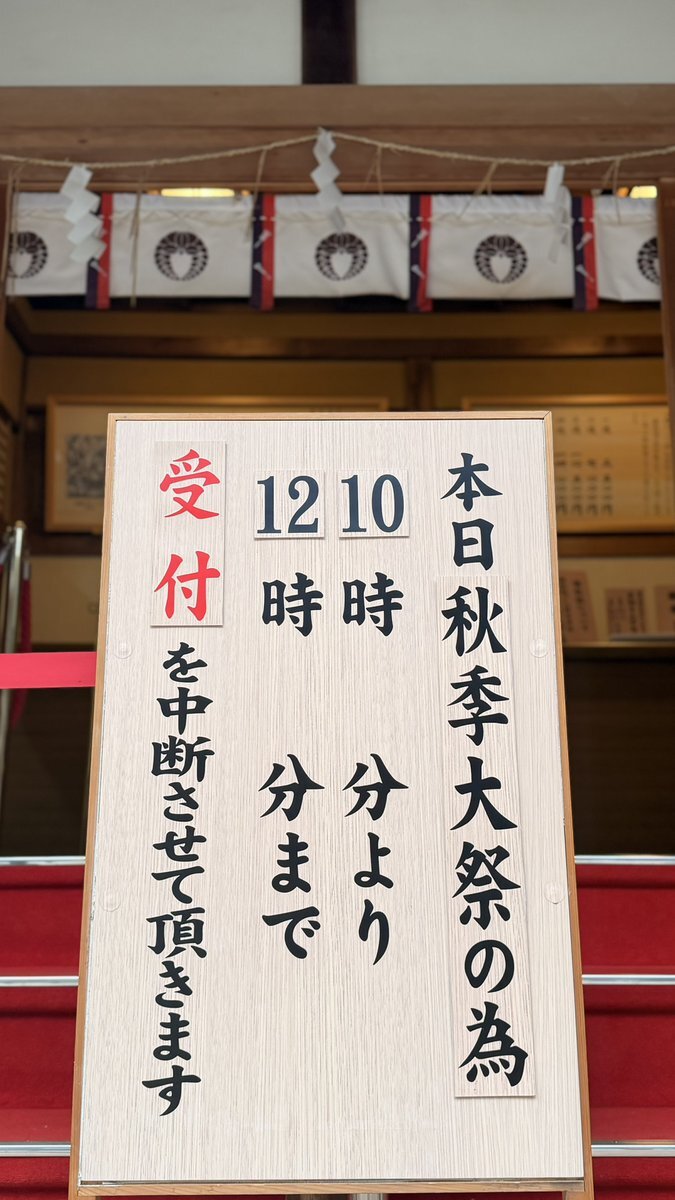 本日秋季大祭の為
10時 分より
12時 分まで
受付を中断させて頂きます